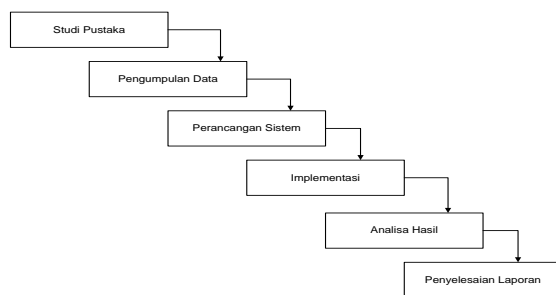 Studi Pustaka
Pengumpulan Data
Perancangan Sistem
Implementasi
Analisa Hasil
Penyelesaian Laporan